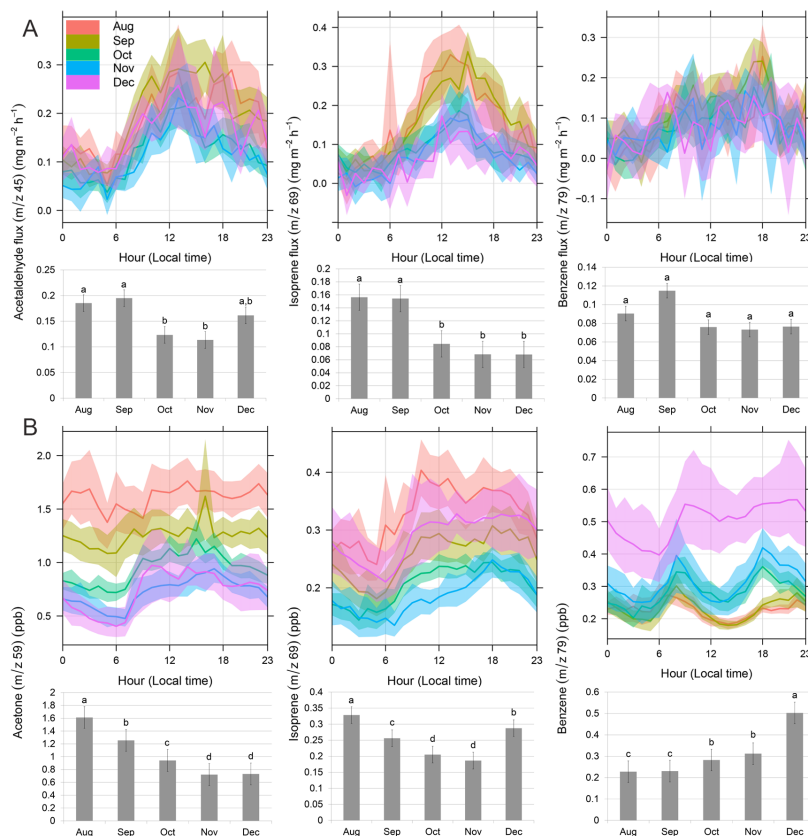 A
Aug
Sep
Oct
Nov
Dec
Acetaldehyde flux (m/z 45) (mg m⁻² h⁻¹)
0.3
0.2
0.1
0.0
0 6 12 18 23
Hour (Local time)
0.25
0.2
0.15
0.1
0.05
0
a a b b a,b
Aug Sep Oct Nov Dec
Isoprene flux (m/z 69) (mg m⁻² h⁻¹)
0.4
0.3
0.2
0.1
0.0
0 6 12 18 23
Hour (Local time)
0.2
0.18
0.16
0.14
0.12
0.1
0.08
0.06
0.04
0.02
0
a a b b b
Aug Sep Oct Nov Dec
Benzene flux (m/z 79) (mg m⁻² h⁻¹)
0.3
0.2
0.1
0.0
−0.1
0 6 12 18 23
Hour (Local time)
0.14
0.12
0.1
0.08
0.06
0.04
0.02
0
a a a a a
Aug Sep Oct Nov Dec
B
Acetone (m/z 59) (ppb)
2.0
1.5
1.0
0.5
0 6 12 18 23
Hour (Local time)
2
1.8
1.6
1.4
1.2
1
0.8
0.6
0.4
0.2
0
a b c d d
Aug Sep Oct Nov Dec
Isoprene (m/z 69) (ppb)
0.4
0.3
0.2
0 6 12 18 23
Hour (Local time)
0.4
0.35
0.3
0.25
0.2
0.15
0.1
0.05
0
a c d d b
Aug Sep Oct Nov Dec
Benzene (m/z 79) (ppb)
0.7
0.6
0.5
0.4
0.3
0.2
0 6 12 18 23
Hour (Local time)
0.6
0.5
0.4
0.3
0.2
0.1
0
c c b b a
Aug Sep Oct Nov Dec